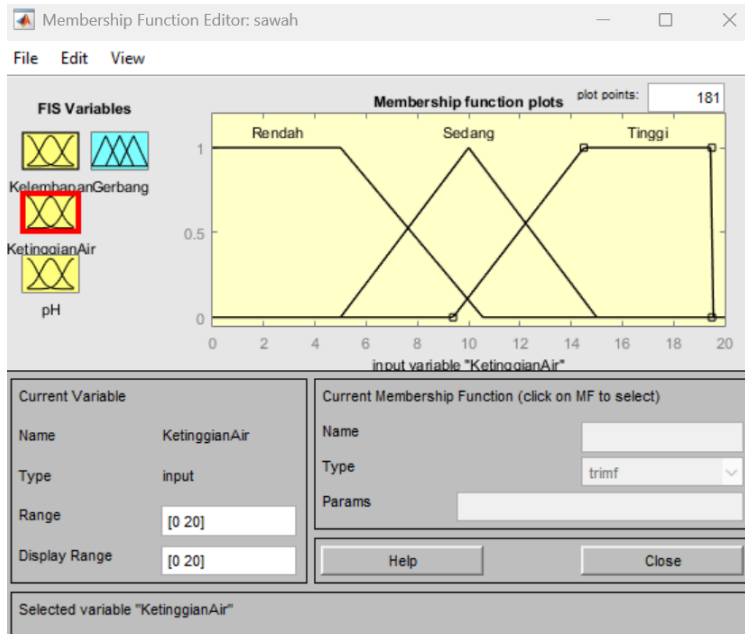 Membership Function Editor: sawah
File Edit View
FIS Variables
KelembapanGerbang
KetinggianAir
pH
Membership function plots
plot points:
181
Rendah Sedang Tinggi
1
0.5
0
0 2 4 6 8 10 12 14 16 18 20
input variable "KetinggianAir"
Current Variable
Name KetinggianAir
Type input
Range [0 20]
Display Range [0 20]
Current Membership Function (click on MF to select)
Name
Type trimf
Params
Help Close
Selected variable "KetinggianAir"